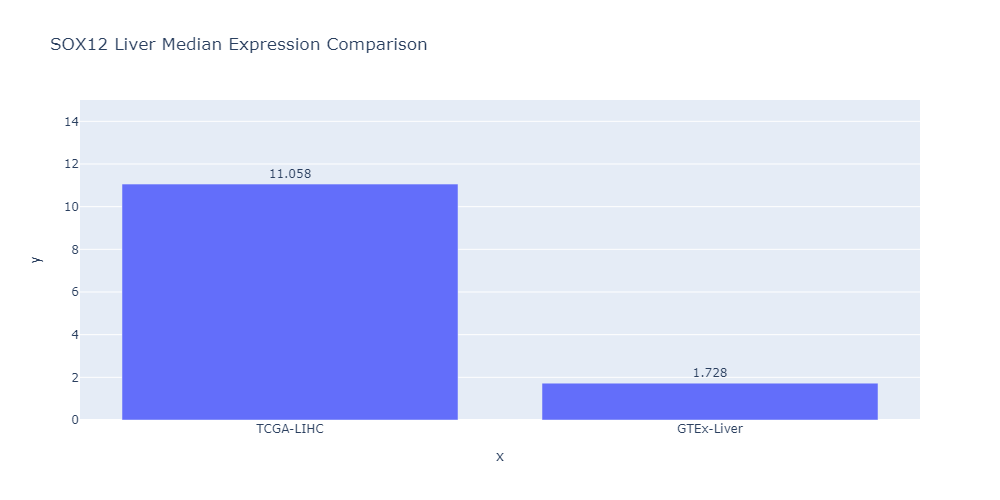 SOX12 Liver Median Expression Comparison
14
12
10
8
6
4
2
0
y
11.058
1.728
TCGA-LIHC
GTEx-Liver
x